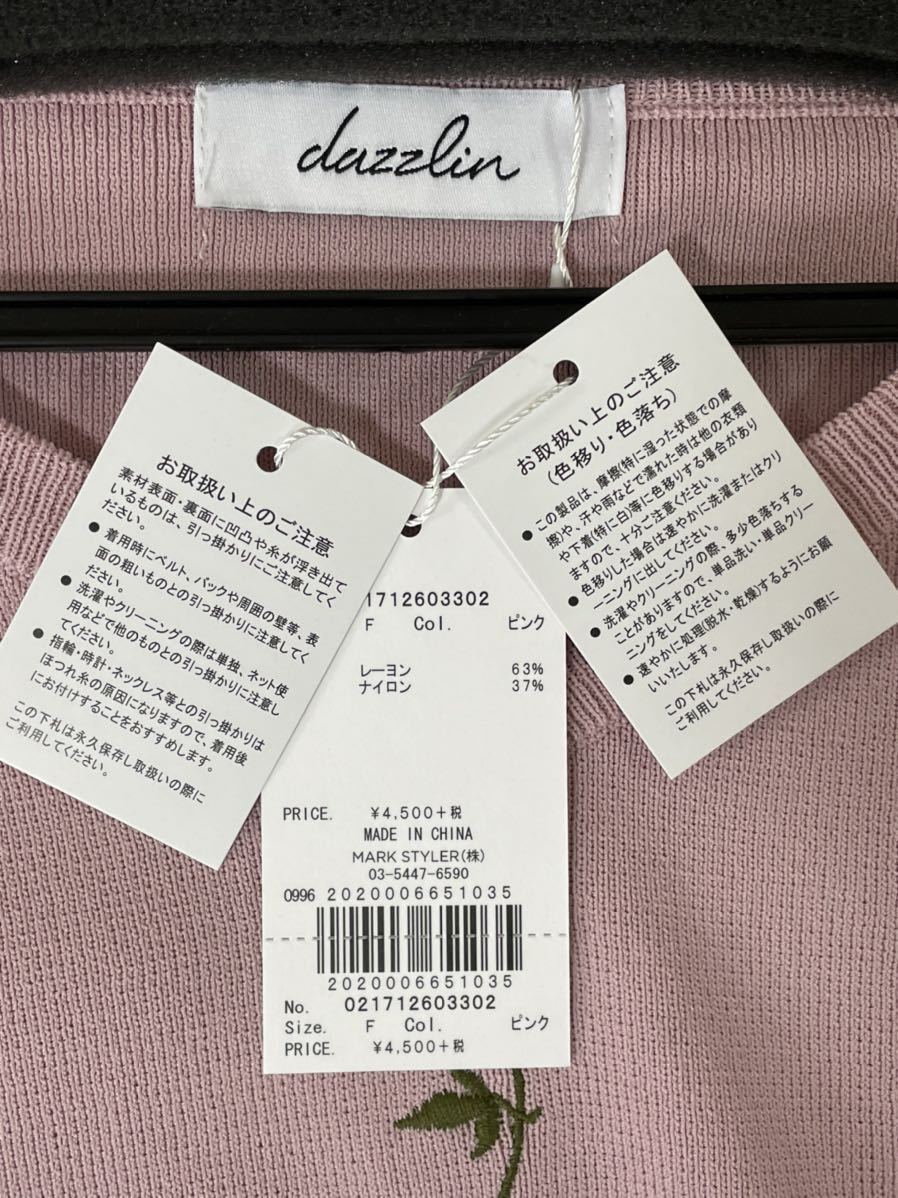 dazzlin
お取扱い上のご注意
素材表面・裏面に凹凸や糸が浮き出て
いるものは、引っ掛かりにご注意してく
ださい。
● 着用時にベルト、バックや周囲の壁等、表
面の粗いものとの引っ掛かりに注意してく
ださい。
● 洗濯やクリーニングの際は単独、ネット使
用などで他のものとの引っ掛かりに注意し
てください。
● 指輪・時計・ネックレス等との引っ掛かりは
ほつれ糸の原因になりますので、着用後
にお付けすることをおすすめします。
この下札は永久保存し取扱いの際に
ご利用してください。
お取扱い上のご注意
(色移り・色落ち)
● この製品は、摩擦(特に湿った状態での摩
擦)や、汗や雨などで濡れた時は他の衣類
や下着(特に白)等に色移りする場合があり
ますので、十分ご注意ください。
● 色移りした場合は速やかに洗濯またはクリ
ーニングに出してください。
● 洗濯やクリーニングの際、多少色落ちする
ことがありますので、単品洗い・単品クリー
ニングをしてください。
● 速やかに処理(脱水・乾燥)するようにお願
いいたします。
この下札は永久保存し取扱いの際に
ご利用してください。
1712603302
F Col. ピンク
レーヨン 63%
ナイロン 37%
PRICE. ¥4,500+税
MADE IN CHINA
MARK STYLER(株)
03-5447-6590
0996 2020006651035
2020006651035
No. 021712603302
Size. F Col. ピンク
PRICE. ¥4,500+税